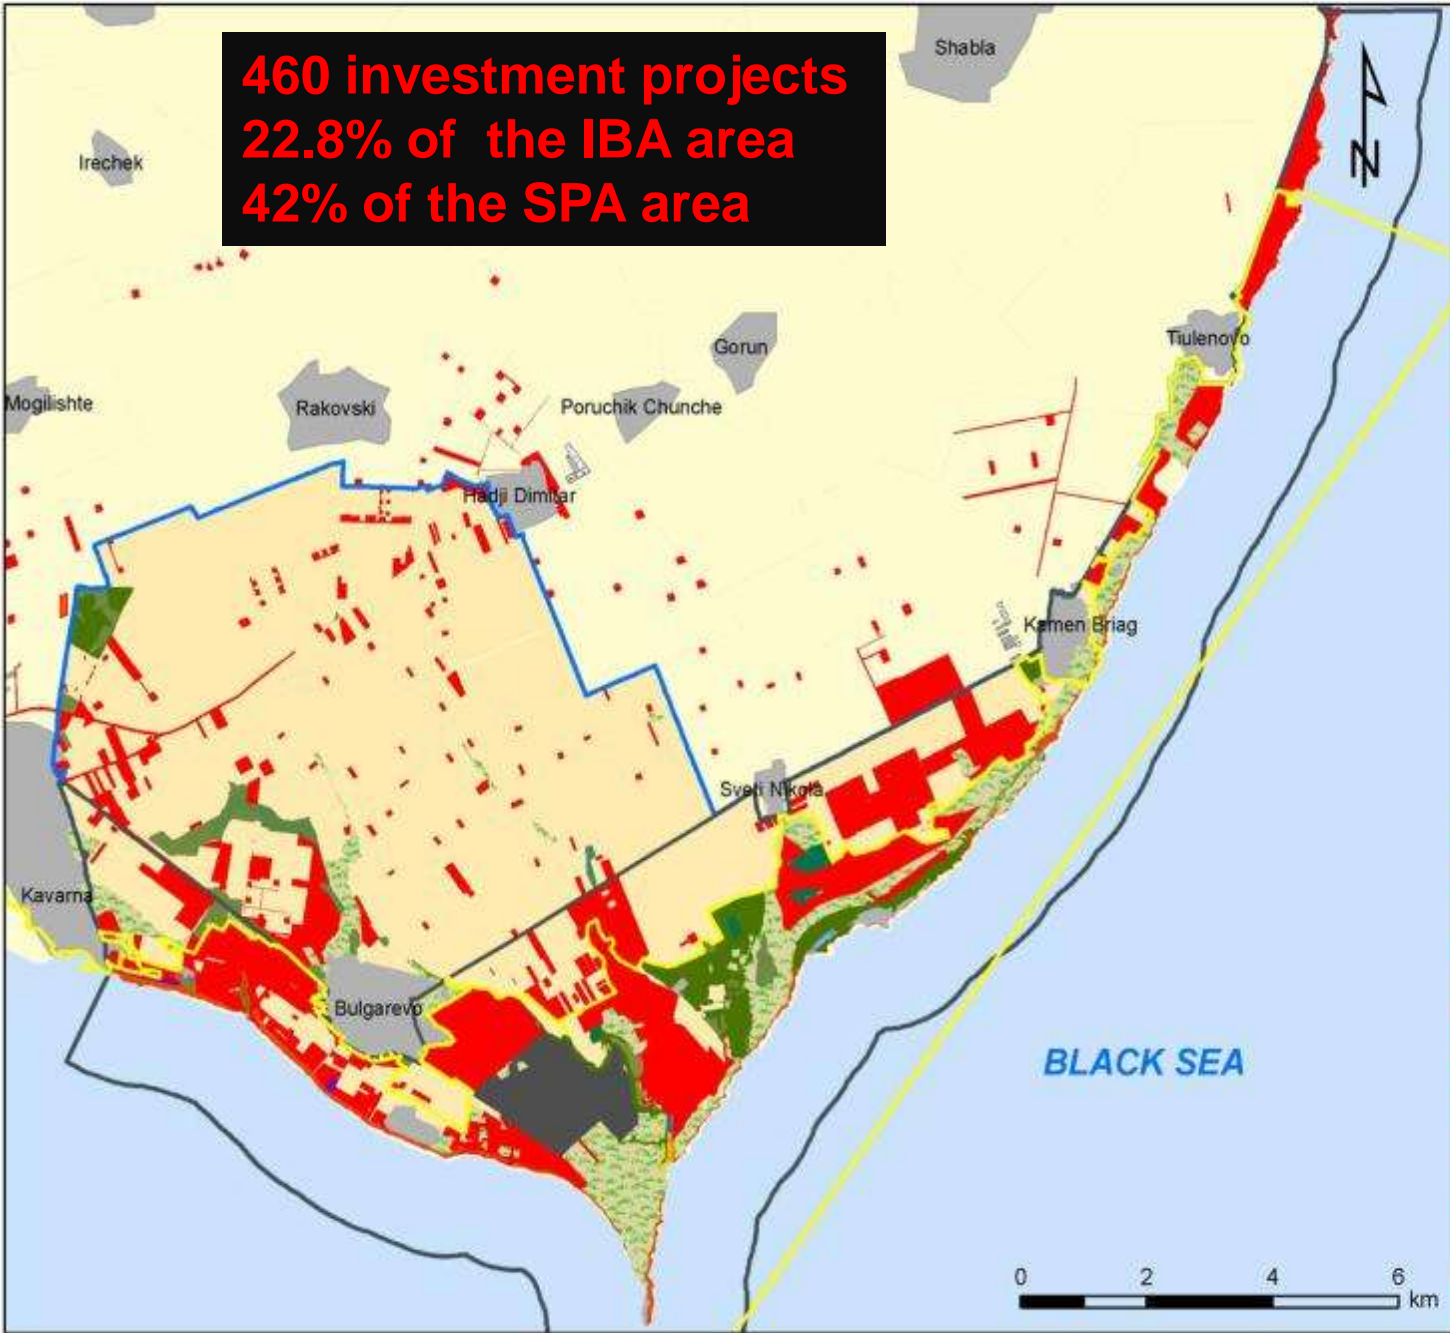 460 investment projects
22.8% of the IBA area
42% of the SPA area
Shabla
N
Irechek
Tiulenovo
Gorun
Mogilishte
Rakovski
Poruchik Chunche
Hadji Dimitar
Kamen Briag
Sveti Nikola
Kavarna
Bulgarevo
BLACK SEA
0 2 4 6
km